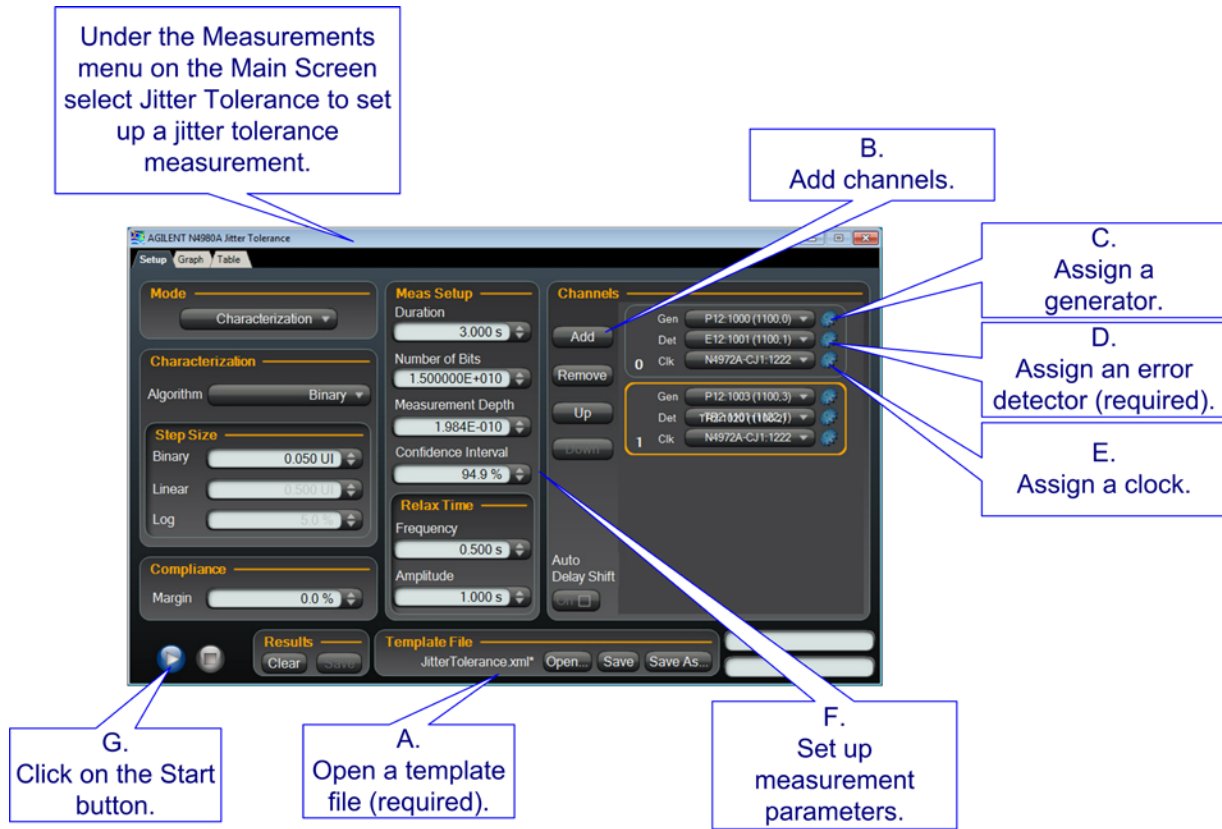 Under the Measurements
menu on the Main Screen
select Jitter Tolerance to set
up a jitter tolerance
measurement.
B.
Add channels.
C.
Assign a
generator.
D.
Assign an error
detector (required).
E.
Assign a clock.
AGILENT N4980A Jitter Tolerance
Setup Graph Table
Mode
Characterization
Characterization
Algorithm Binary
Step Size
Binary 0.050 UI
Linear 0.500 UI
Log 5.0 %
Compliance
Margin 0.0 %
Meas Setup
Duration
3.000 s
Number of Bits
1.500000E+010
Measurement Depth
1.984E-010
Confidence Interval
94.9 %
Relax Time
Frequency
0.500 s
Amplitude
1.000 s
Channels
Add
Remove
Up
Down
Auto
Delay Shift
On
0
Gen P12:1000 (1100,0)
Det E12:1001 (1100,1)
Clk N4972A-CJ1:1222
1
Gen P12:1003 (1100,3)
Det
Clk N4972A-CJ1:1222
Results
Clear Save
Template File
JitterTolerance.xml* Open... Save Save As...
G.
Click on the Start
button.
A.
Open a template
file (required).
F.
Set up
measurement
parameters.